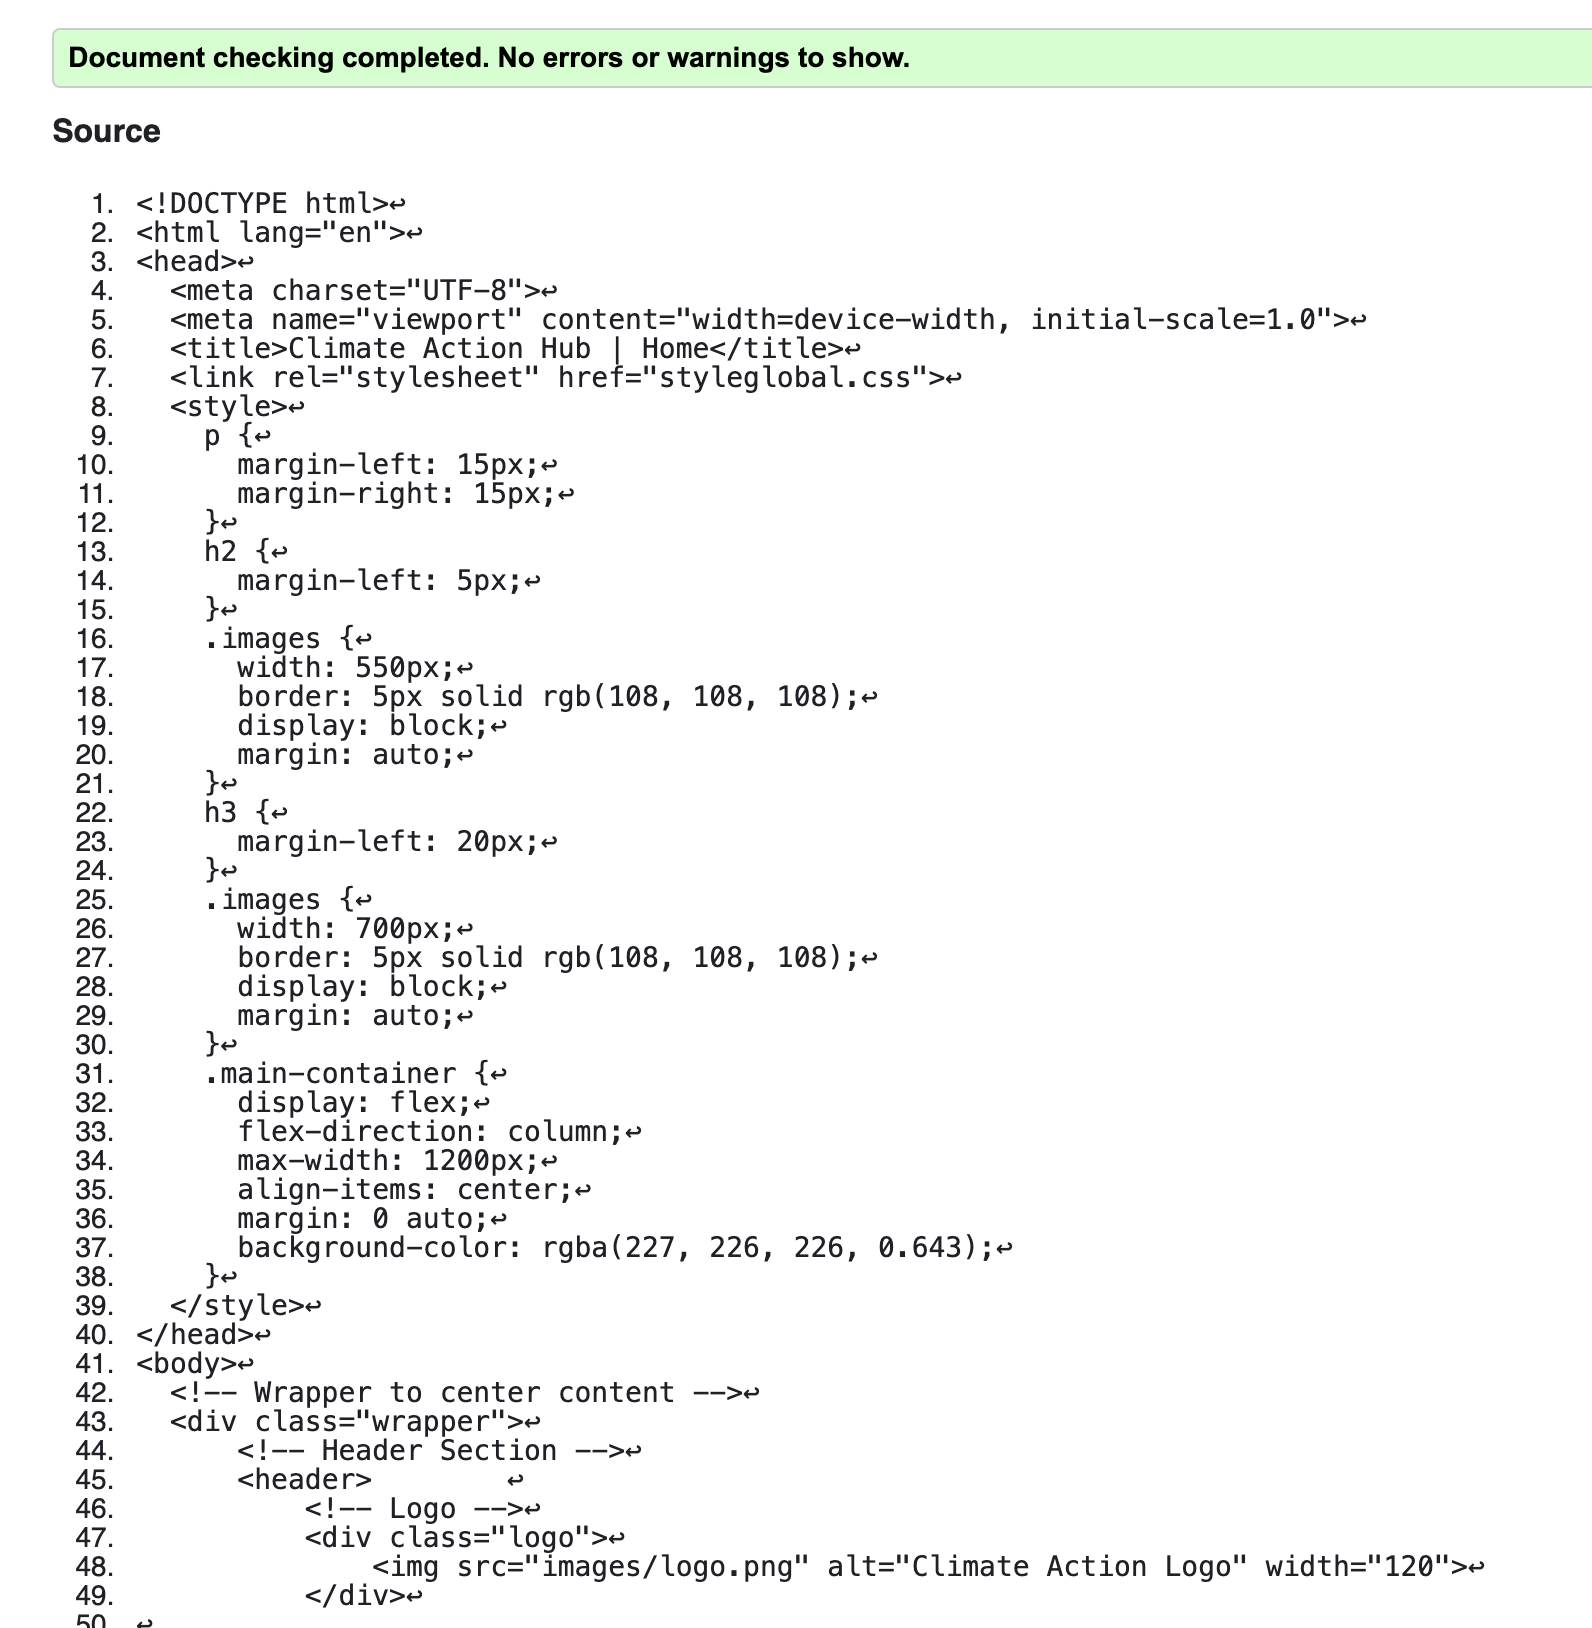 Document checking completed. No errors or warnings to show.
Source
1. <!DOCTYPE html>↩
2. <html lang="en">↩
3. <head>↩
4.   <meta charset="UTF-8">↩
5.   <meta name="viewport" content="width=device-width, initial-scale=1.0">↩
6.   <title>Climate Action Hub | Home</title>↩
7.   <link rel="stylesheet" href="styleglobal.css">↩
8.   <style>↩
9.     p {↩
10.       margin-left: 15px;↩
11.       margin-right: 15px;↩
12.     }↩
13.     h2 {↩
14.       margin-left: 5px;↩
15.     }↩
16.     .images {↩
17.       width: 550px;↩
18.       border: 5px solid rgb(108, 108, 108);↩
19.       display: block;↩
20.       margin: auto;↩
21.     }↩
22.     h3 {↩
23.       margin-left: 20px;↩
24.     }↩
25.     .images {↩
26.       width: 700px;↩
27.       border: 5px solid rgb(108, 108, 108);↩
28.       display: block;↩
29.       margin: auto;↩
30.     }↩
31.     .main-container {↩
32.       display: flex;↩
33.       flex-direction: column;↩
34.       max-width: 1200px;↩
35.       align-items: center;↩
36.       margin: 0 auto;↩
37.       background-color: rgba(227, 226, 226, 0.643);↩
38.     }↩
39.   </style>↩
40. </head>↩
41. <body>↩
42.   <!-- Wrapper to center content -->↩
43.   <div class="wrapper">↩
44.       <!-- Header Section -->↩
45.       <header>        ↩
46.           <!-- Logo -->↩
47.           <div class="logo">↩
48.               <img src="images/logo.png" alt="Climate Action Logo" width="120">↩
49.           </div>↩
50. ↩